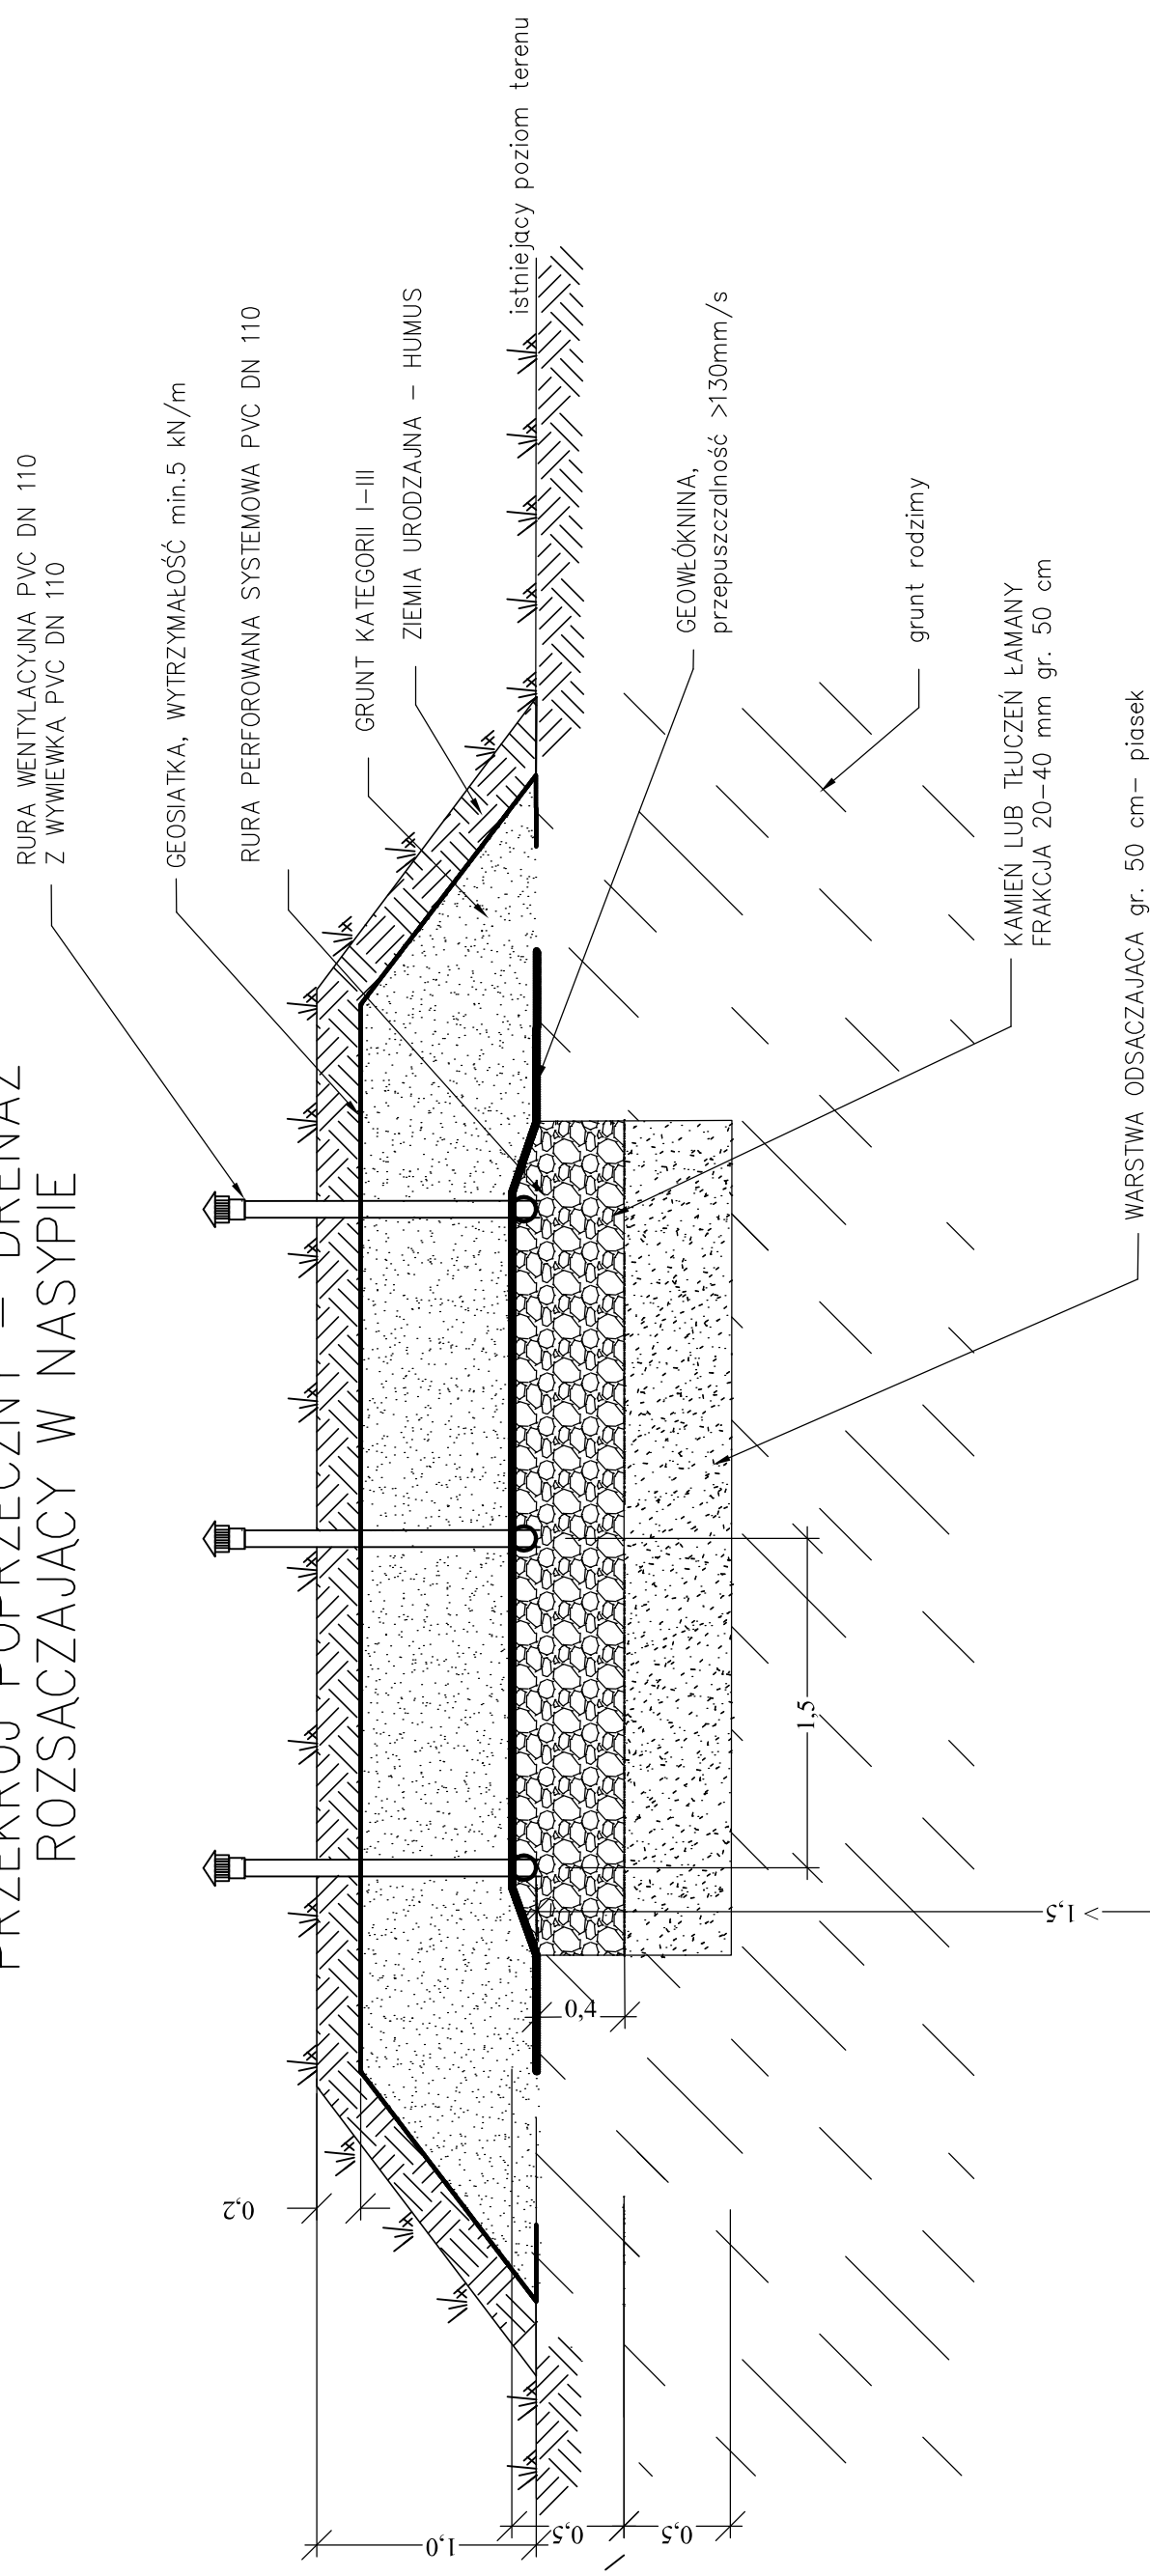 PRZEKRÓJ POPRZECZNY – DRENAŻ
ROZSĄCZAJĄCY W NASYPIE
RURA WENTYLACYJNA PVC DN 110
Z WYWIEWKA PVC DN 110
GEOSIATKA, WYTRZYMAŁOŚĆ min.5 kN/m
RURA PERFOROWANA SYSTEMOWA PVC DN 110
GRUNT KATEGORII I-III
ZIEMIA URODZAJNA – HUMUS
istniejacy poziom terenu
GEOWŁÓKNINA,
przepuszczalność >130mm/s
grunt rodzimy
KAMIEŃ LUB TŁUCZEŃ ŁAMANY
FRAKCJA 20-40 mm gr. 50 cm
WARSTWA ODSĄCZAJACA gr. 50 cm- piasek
0,2
1,0
0,5
0,5
0,4
1,5
> 1,5